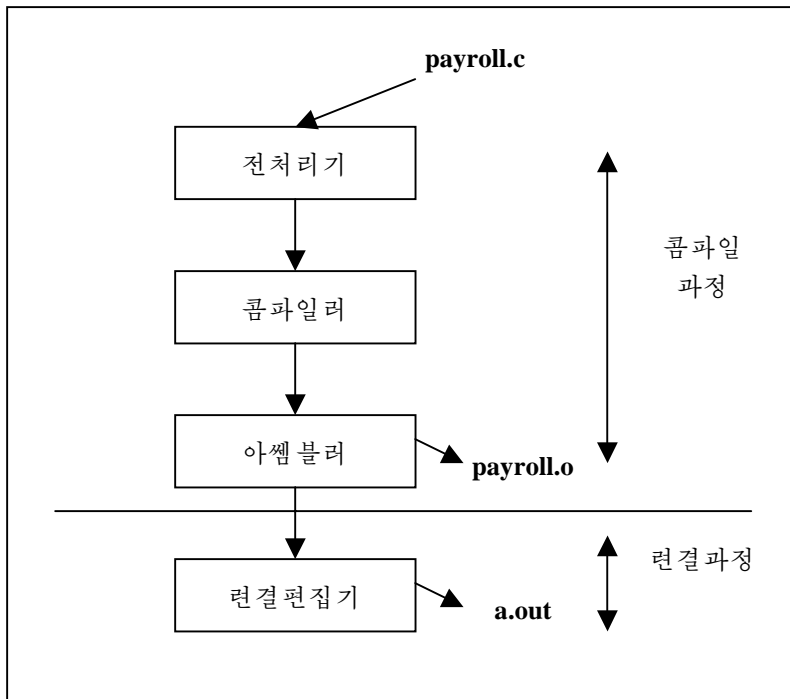 payroll.c
전처리기
콤파일
과정
콤파일러
아쎔블러
payroll.o
련결과정
련결편집기
a.out